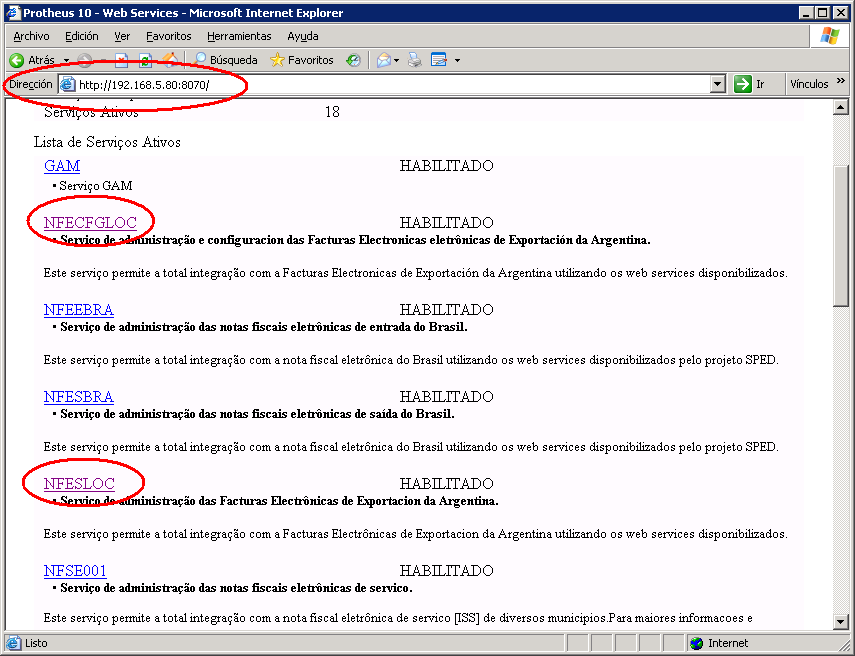 Protheus 10 - Web Services - Microsoft Internet Explorer
Archivo Edición Ver Favoritos Herramientas Ayuda
Atrás Búsqueda Favoritos
Dirección http://192.168.5.80:8070/ Ir Vínculos »
Serviços Ativos 18
Lista de Serviços Ativos
GAM HABILITADO
• Serviço GAM
NFECFGLOC HABILITADO
• Serviço de administração e configuracion das Facturas Electronicas eletrônicas de Exportación da Argentina.
Este serviço permite a total integração com a Facturas Electronicas de Exportación da Argentina utilizando os web services disponibilizados.
NFEEBRA HABILITADO
• Serviço de administração das notas fiscais eletrônicas de entrada do Brasil.
Este serviço permite a total integração com a nota fiscal eletrônica do Brasil utilizando os web services disponibilizados pelo projeto SPED.
NFESBRA HABILITADO
• Serviço de administração das notas fiscais eletrônicas de saída do Brasil.
Este serviço permite a total integração com a nota fiscal eletrônica do Brasil utilizando os web services disponibilizados pelo projeto SPED.
NFESLOC HABILITADO
• Serviço de administração das Facturas Electrônicas de Exportacion da Argentina.
Este serviço permite a total integração com a Facturas Electrônicas de Exportacion da Argentina utilizando os web services disponibilizados.
NFSE001 HABILITADO
• Serviço de administração das notas fiscais eletrônicas de servico.
Este serviço permite a total integração com a nota fiscal eletrônica de servico [ISS] de diversos municipios.Para maiores informacoes e
Listo Internet